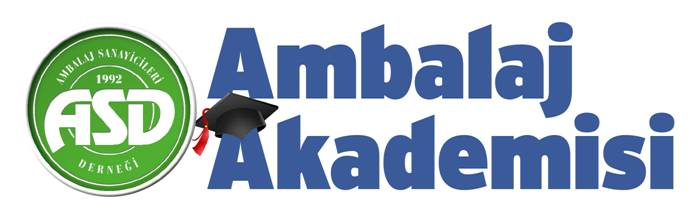 AMBALAJ SANAYİCİLERİ
1992
ASD
DERNEĞİ
Ambalaj
Akademisi